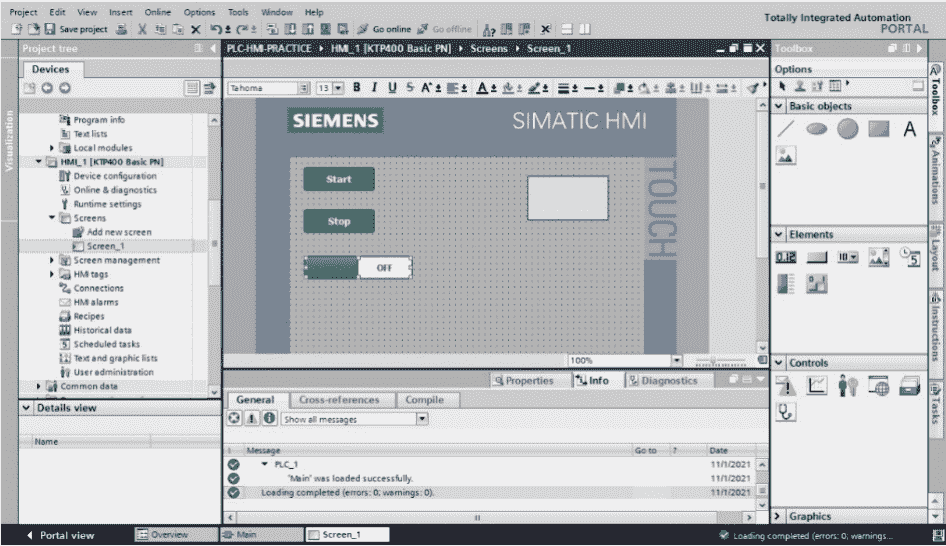 Project Edit View Insert Online Options Tools Window Help
Totally Integrated Automation
PORTAL
Save project Go online Go offline
Project tree
PLC-HMI-PRACTICE HMI_1 [KTP400 Basic PN] Screens Screen_1
Toolbox
Devices
Options
Tahoma 13 B I U S A A
Basic objects
A
Program info
Text lists
Local modules
HMI_1 [KTP400 Basic PN]
Device configuration
Online & diagnostics
Runtime settings
Screens
Add new screen
Screen_1
Screen management
HMI tags
Connections
HMI alarms
Recipes
Historical data
Scheduled tasks
Text and graphic lists
User administration
Common data
Details view
Name
Visualization
SIEMENS
SIMATIC HMI
TOUCH
Start
Stop
OFF
100%
Properties Info Diagnostics
General Cross-references Compile
Show all messages
! Message Go to ? Date
PLC_1 11/1/2021
'Main' was loaded successfully. 11/1/2021
Loading completed (errors: 0; warnings: 0). 11/1/2021
Elements
0.12
5
Controls
Graphics
Toolbox
Animations
Layout
Instructions
Tasks
Portal view Overview Main Screen_1 Loading completed (errors: 0; warnings...